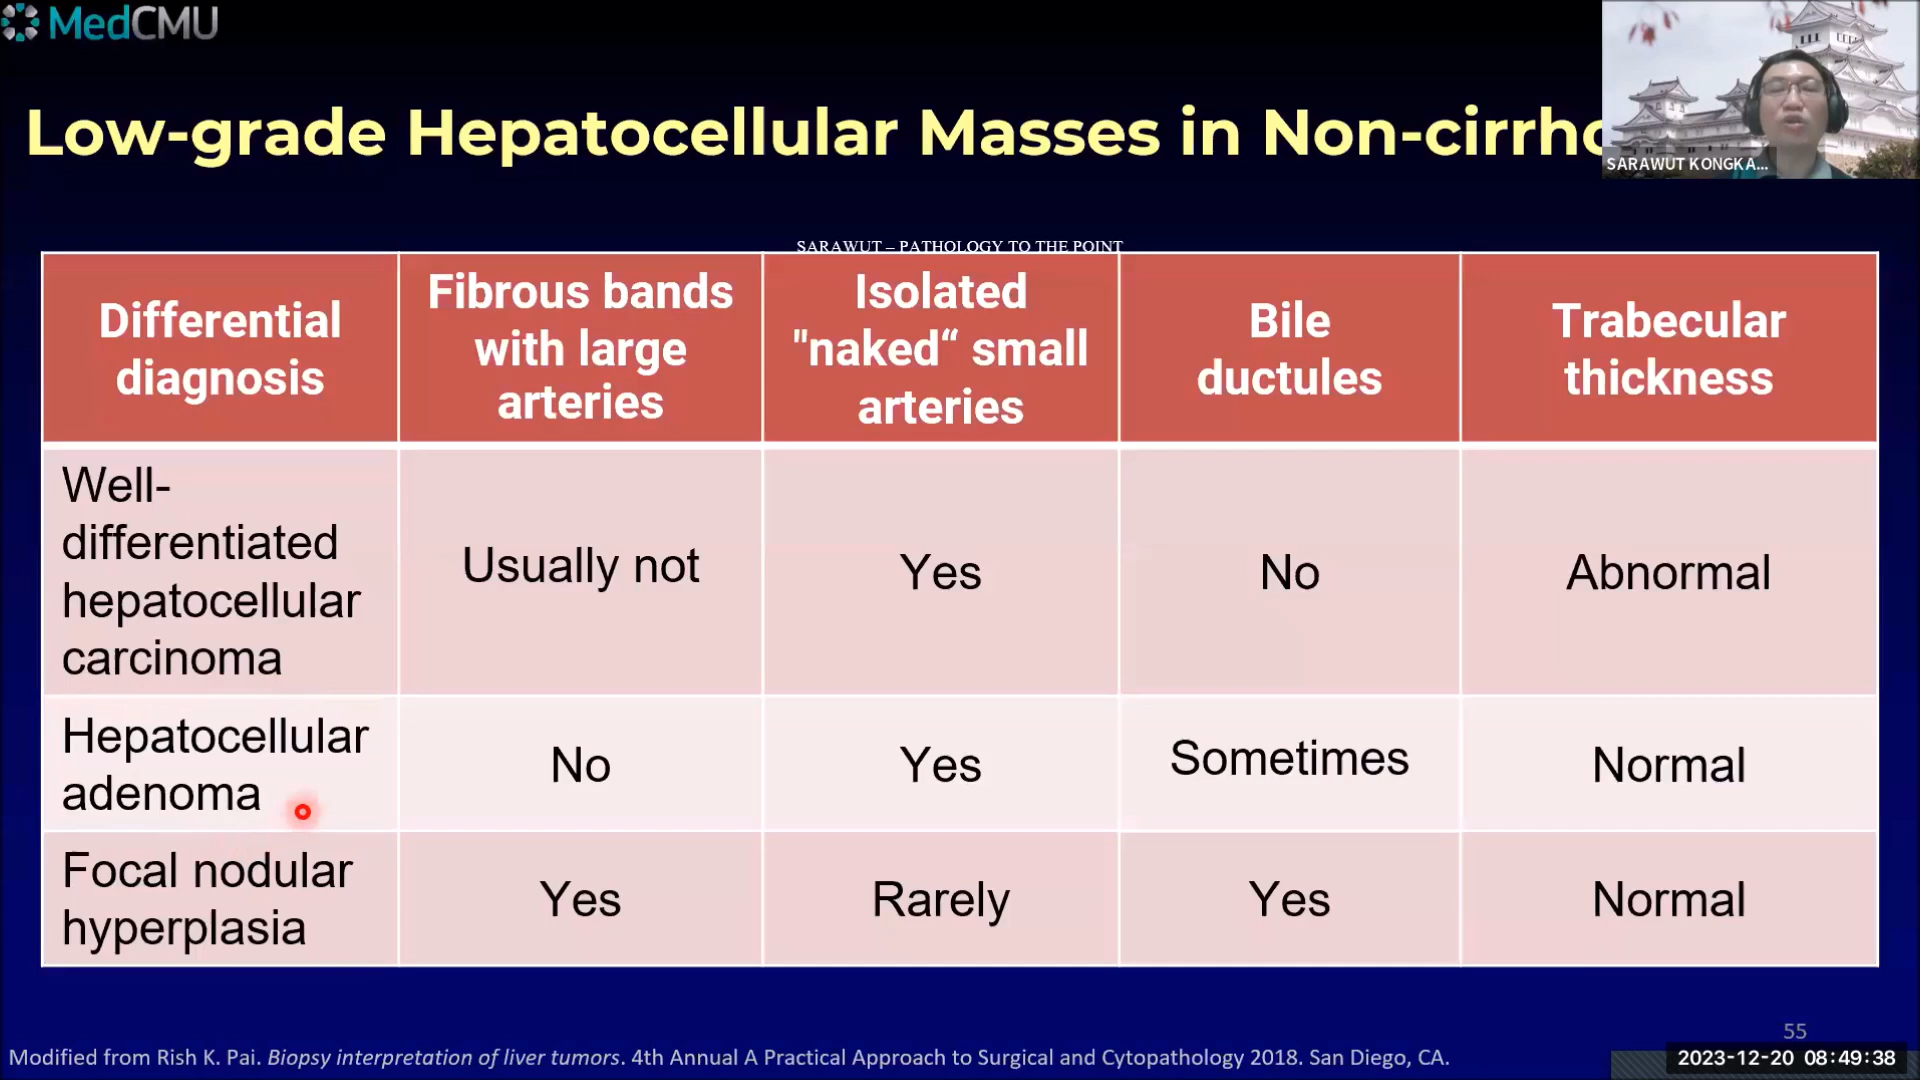 MedCMU
Low-grade Hepatocellular Masses in Non-cirrho
SARAWUT KONGKA...
SARAWUT – PATHOLOGY TO THE POINT
Differential
diagnosis
Fibrous bands
with large
arteries
Isolated
"naked“ small
arteries
Bile
ductules
Trabecular
thickness
Well-
differentiated
hepatocellular
carcinoma
Usually not
Yes
No
Abnormal
Hepatocellular
adenoma
No
Yes
Sometimes
Normal
Focal nodular
hyperplasia
Yes
Rarely
Yes
Normal
55
Modified from Rish K. Pai. Biopsy interpretation of liver tumors. 4th Annual A Practical Approach to Surgical and Cytopathology 2018. San Diego, CA.
2023-12-20 08:49:38